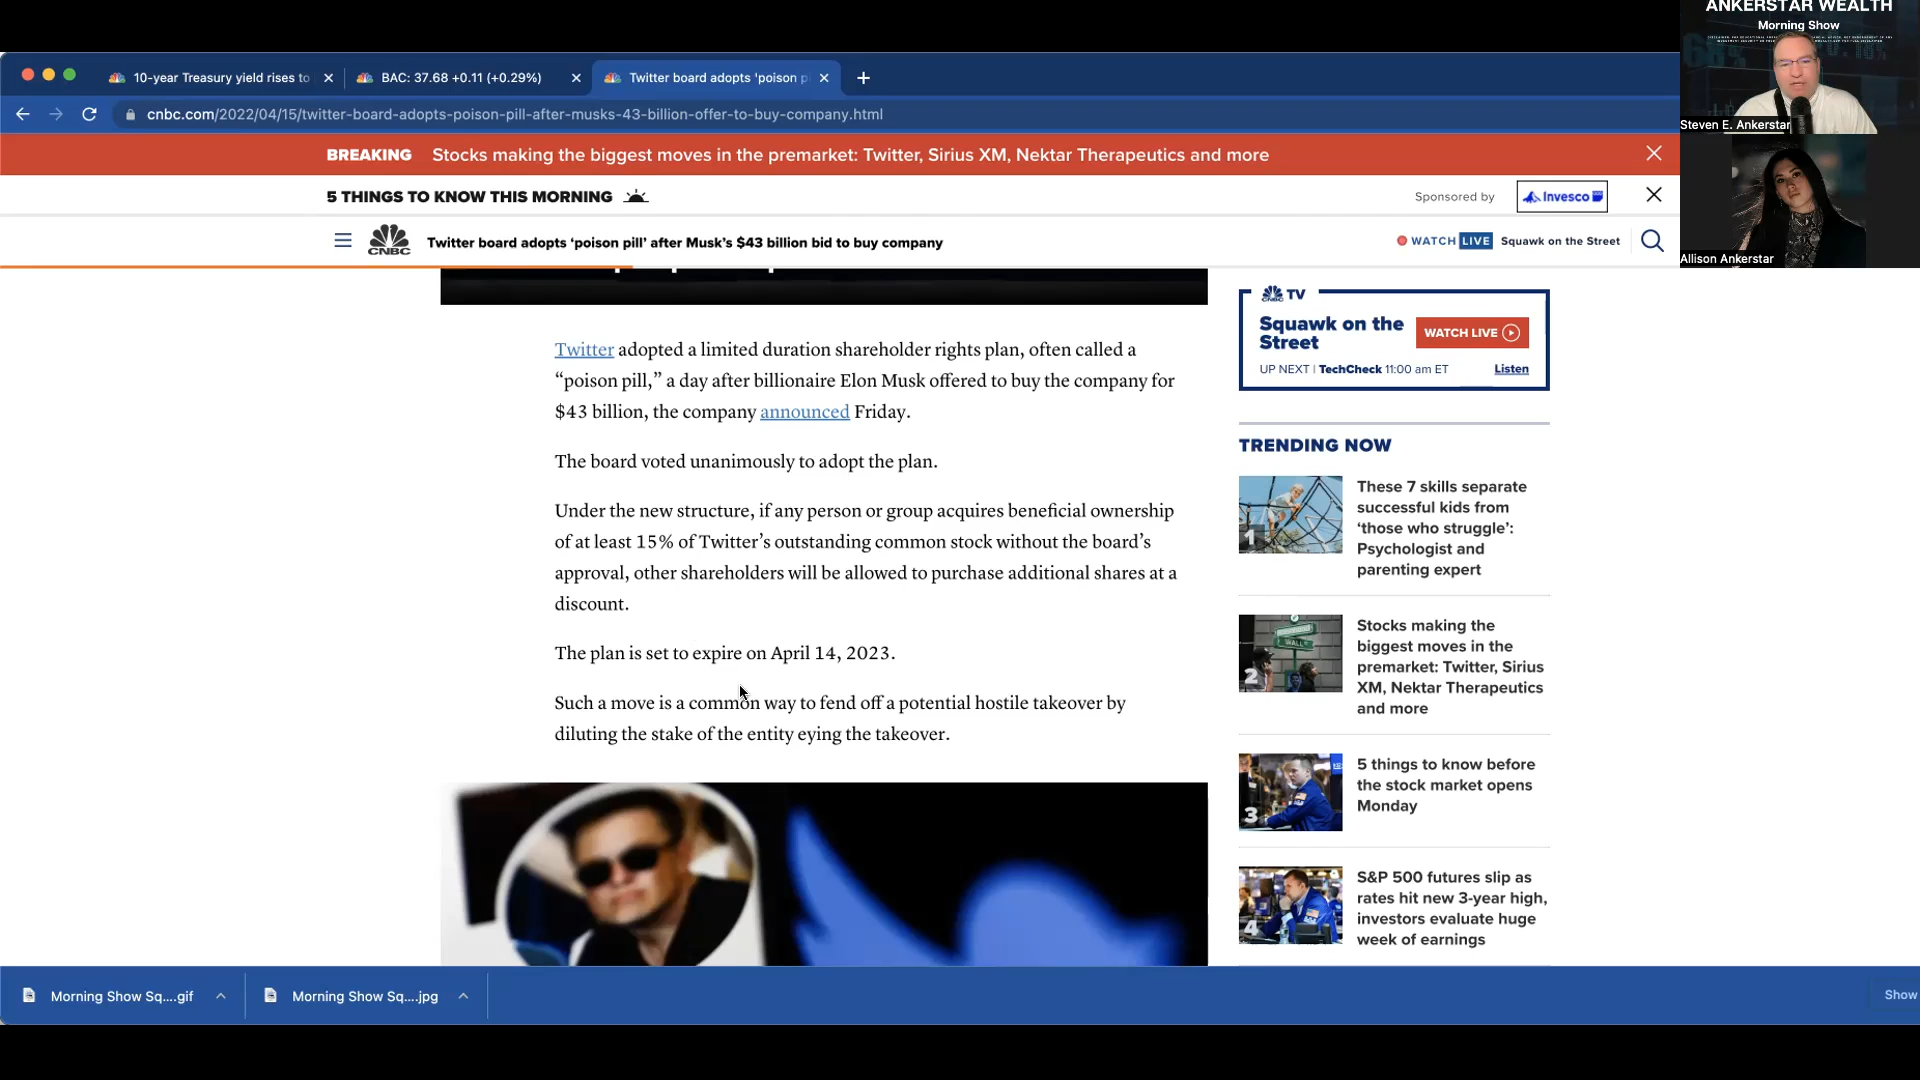 ANKERSTAR WEALTH
Morning Show
Steven E. Ankerstar
Allison Ankerstar
10-year Treasury yield rises to
BAC: 37.68 +0.11 (+0.29%)
Twitter board adopts 'poison p
cnbc.com/2022/04/15/twitter-board-adopts-poison-pill-after-musks-43-billion-offer-to-buy-company.html
BREAKING Stocks making the biggest moves in the premarket: Twitter, Sirius XM, Nektar Therapeutics and more
5 THINGS TO KNOW THIS MORNING
Sponsored by
Invesco
CNBC
Twitter board adopts ‘poison pill’ after Musk’s $43 billion bid to buy company
WATCH LIVE Squawk on the Street
Twitter adopted a limited duration shareholder rights plan, often called a
“poison pill,” a day after billionaire Elon Musk offered to buy the company for
$43 billion, the company announced Friday.
The board voted unanimously to adopt the plan.
Under the new structure, if any person or group acquires beneficial ownership
of at least 15% of Twitter’s outstanding common stock without the board’s
approval, other shareholders will be allowed to purchase additional shares at a
discount.
The plan is set to expire on April 14, 2023.
Such a move is a common way to fend off a potential hostile takeover by
diluting the stake of the entity eying the takeover.
CNBC TV
Squawk on the
Street
WATCH LIVE
UP NEXT | TechCheck 11:00 am ET
Listen
TRENDING NOW
1
These 7 skills separate
successful kids from
‘those who struggle’:
Psychologist and
parenting expert
WALL
2
Stocks making the
biggest moves in the
premarket: Twitter, Sirius
XM, Nektar Therapeutics
and more
3
5 things to know before
the stock market opens
Monday
4
S&P 500 futures slip as
rates hit new 3-year high,
investors evaluate huge
week of earnings
Morning Show Sq....gif
Morning Show Sq....jpg
Show